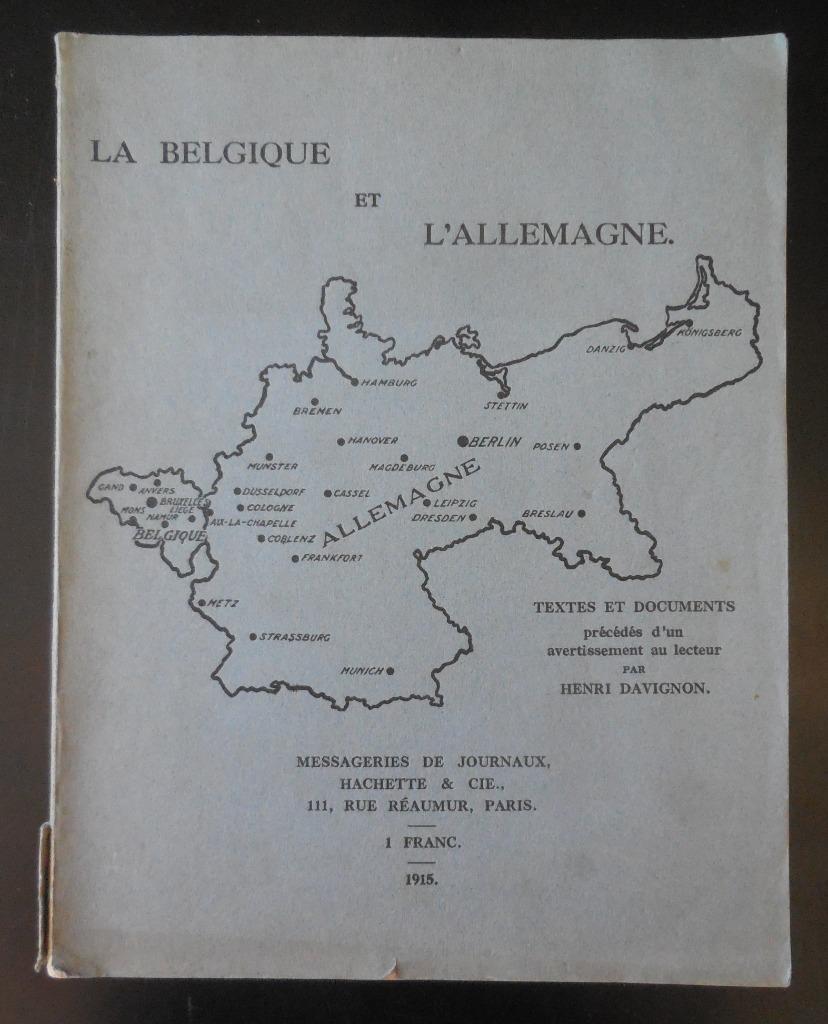 LA BELGIQUE
ET
L'ALLEMAGNE.
KÖNIGSBERG
DANZIG
HAMBURG
STETTIN
BREMEN
HANOVER
BERLIN
POSEN
MUNSTER
MAGDEBURG
GAND
ANVERS
DUSSELDORF
CASSEL
ALLEMAGNE
BRUXELLES
LEIPZIG
MONS
LIEGE
COLOGNE
NAMUR
AIX-LA-CHAPELLE
DRESDEN
BRESLAU
BELGIQUE
COBLENZ
FRANKFORT
METZ
STRASSBURG
MUNICH
TEXTES ET DOCUMENTS
précédés d'un
avertissement au lecteur
PAR
HENRI DAVIGNON.
MESSAGERIES DE JOURNAUX,
HACHETTE & CIE.,
111, RUE RÉAUMUR, PARIS.
1 FRANC.
1915.